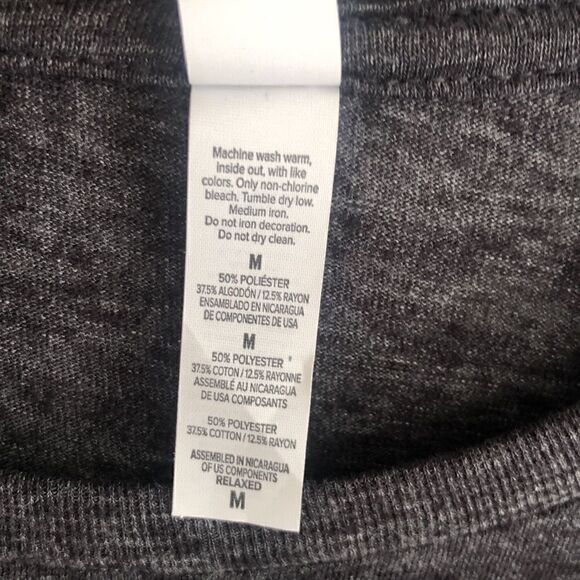 Machine wash warm,
inside out, with like
colors. Only non-chlorine
bleach. Tumble dry low.
Medium iron.
Do not iron decoration.
Do not dry clean.
M
50% POLIÉSTER
37.5% ALGODÓN / 12.5% RAYON
ENSAMBLADO EN NICARAGUA
DE COMPONENTES DE USA
M
50% POLYESTER
37.5% COTON / 12.5% RAYONNE
ASSEMBLÉ AU NICARAGUA
DE USA COMPOSANTS
50% POLYESTER
37.5% COTTON / 12.5% RAYON
ASSEMBLED IN NICARAGUA
OF US COMPONENTS
RELAXED
M